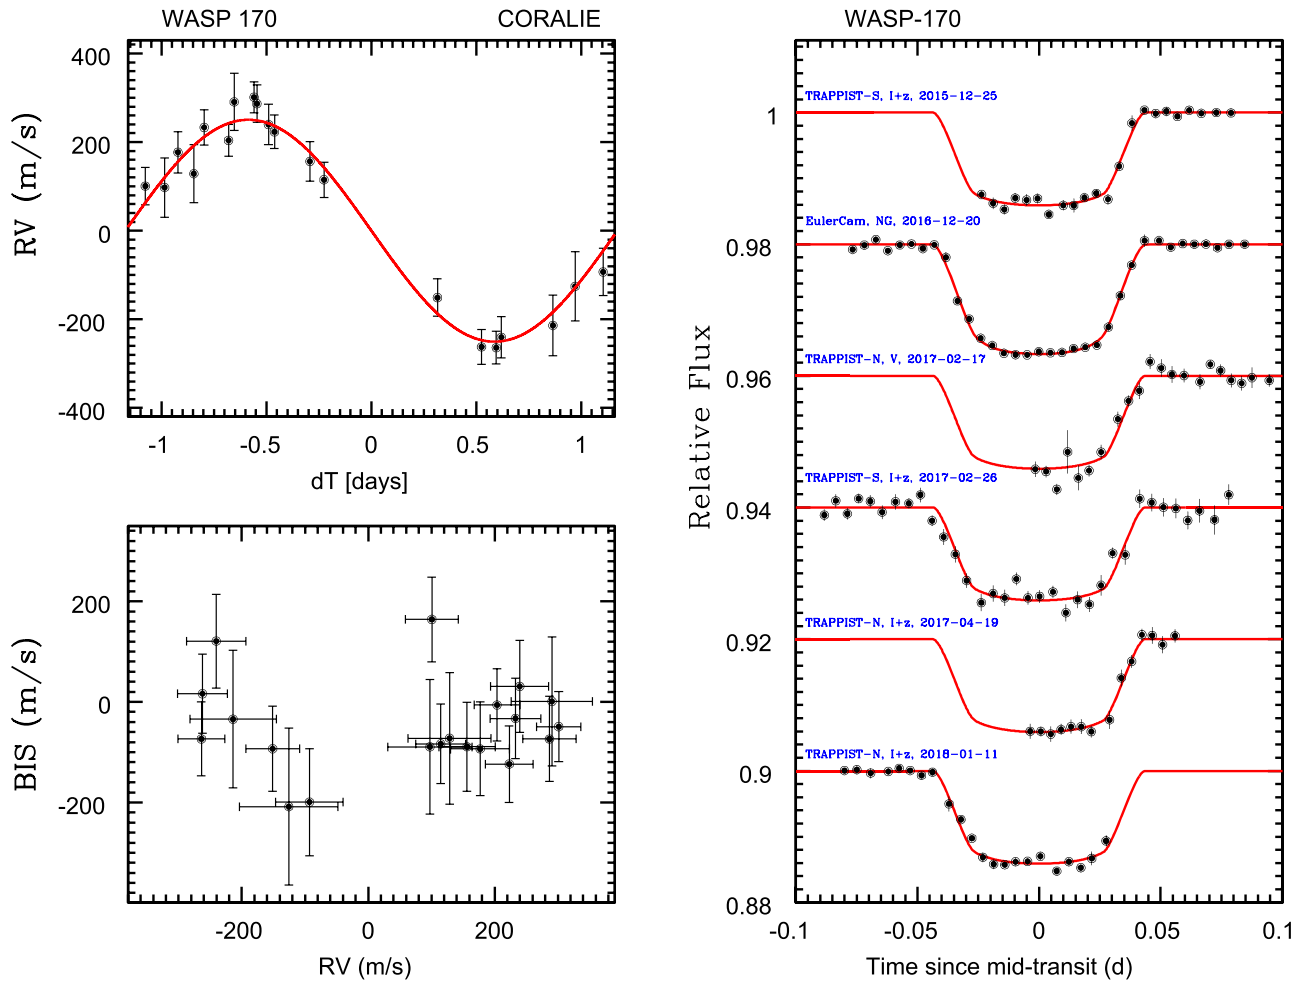 WASP 170 CORALIE
400
200
0
-200
-400
RV (m/s)
-1 -0.5 0 0.5 1
dT [days]
200
0
-200
BIS (m/s)
-200 0 200
RV (m/s)
WASP-170
TRAPPIST-S, I+z, 2015-12-25
1
EulerCam, NG, 2016-12-20
0.98
TRAPPIST-N, V, 2017-02-17
0.96
TRAPPIST-S, I+z, 2017-02-26
0.94
TRAPPIST-N, I+z, 2017-04-19
0.92
TRAPPIST-N, I+z, 2018-01-11
0.9
0.88
Relative Flux
-0.1 -0.05 0 0.05 0.1
Time since mid-transit (d)